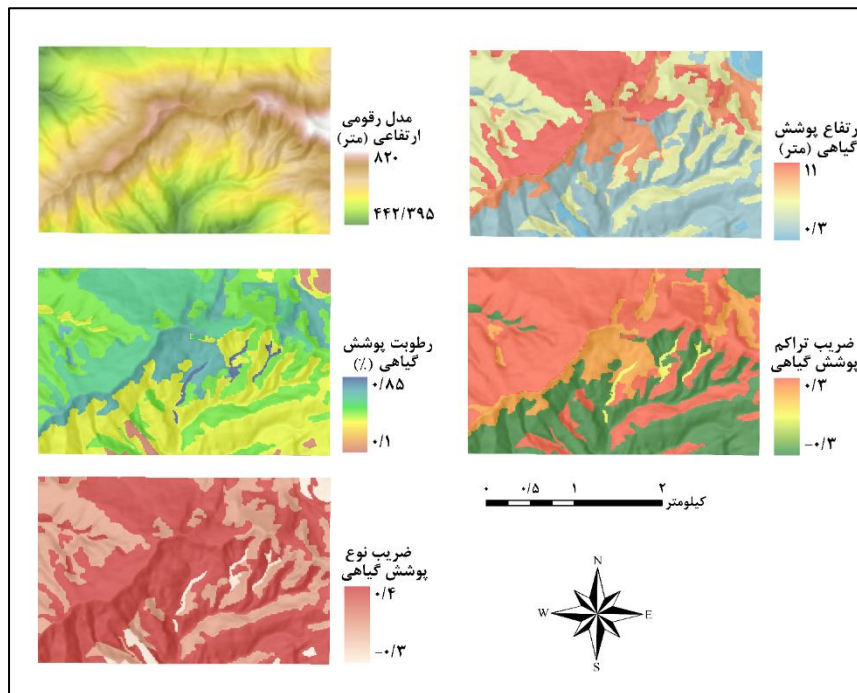 مدل رقومی
ارتفاعی (متر)
۸۲۰
۴۴۲/۳۹۵
ارتفاع پوشش
گیاهی (متر)
۱۱
۰/۳
رطوبت پوشش
گیاهی (٪)
۰/۸۵
۰/۱
ضریب تراکم
پوشش گیاهی
۰/۳
-۰/۳
ضریب نوع
پوشش گیاهی
۰/۴
-۰/۳
۰ ۰/۵ ۱ ۲
کیلومتر
N
W E
S